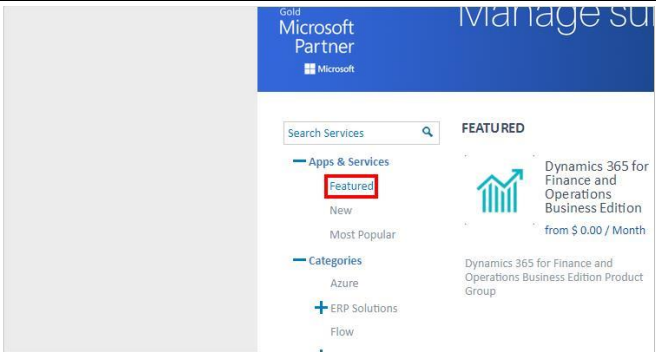 Gold
Microsoft
Partner
Microsoft
Search Services
Apps & Services
Featured
New
Most Popular
Categories
Azure
ERP Solutions
Flow
Manage
FEATURED
Dynamics 365 for
Finance and
Operations
Business Edition
from $ 0.00 / Month
Dynamics 365 for Finance and
Operations Business Edition Product
Group